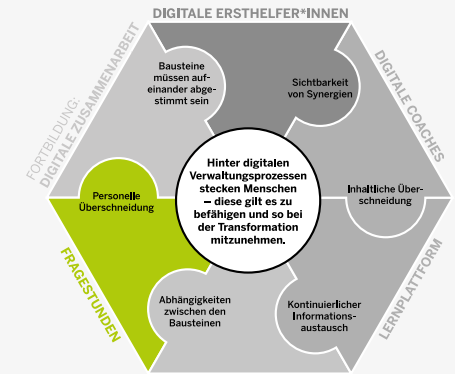 DIGITALE ERSTHELFER*INNEN
FORTBILDUNG:
DIGITALE ZUSAMMENARBEIT
DIGITALE COACHES
Bausteine
müssen auf-
einander abge-
stimmt sein
Sichtbarkeit
von Synergien
Hinter digitalen
Verwaltungsprozessen
stecken Menschen
– diese gilt es zu
befähigen und so bei
der Transformation
mitzunehmen.
Personelle
Überschneidung
Inhaltliche Über-
schneidung
Abhängigkeiten
zwischen den
Bausteinen
Kontinuierlicher
Informations-
austausch
FRAGESTUNDEN
LERNPLATTFORM